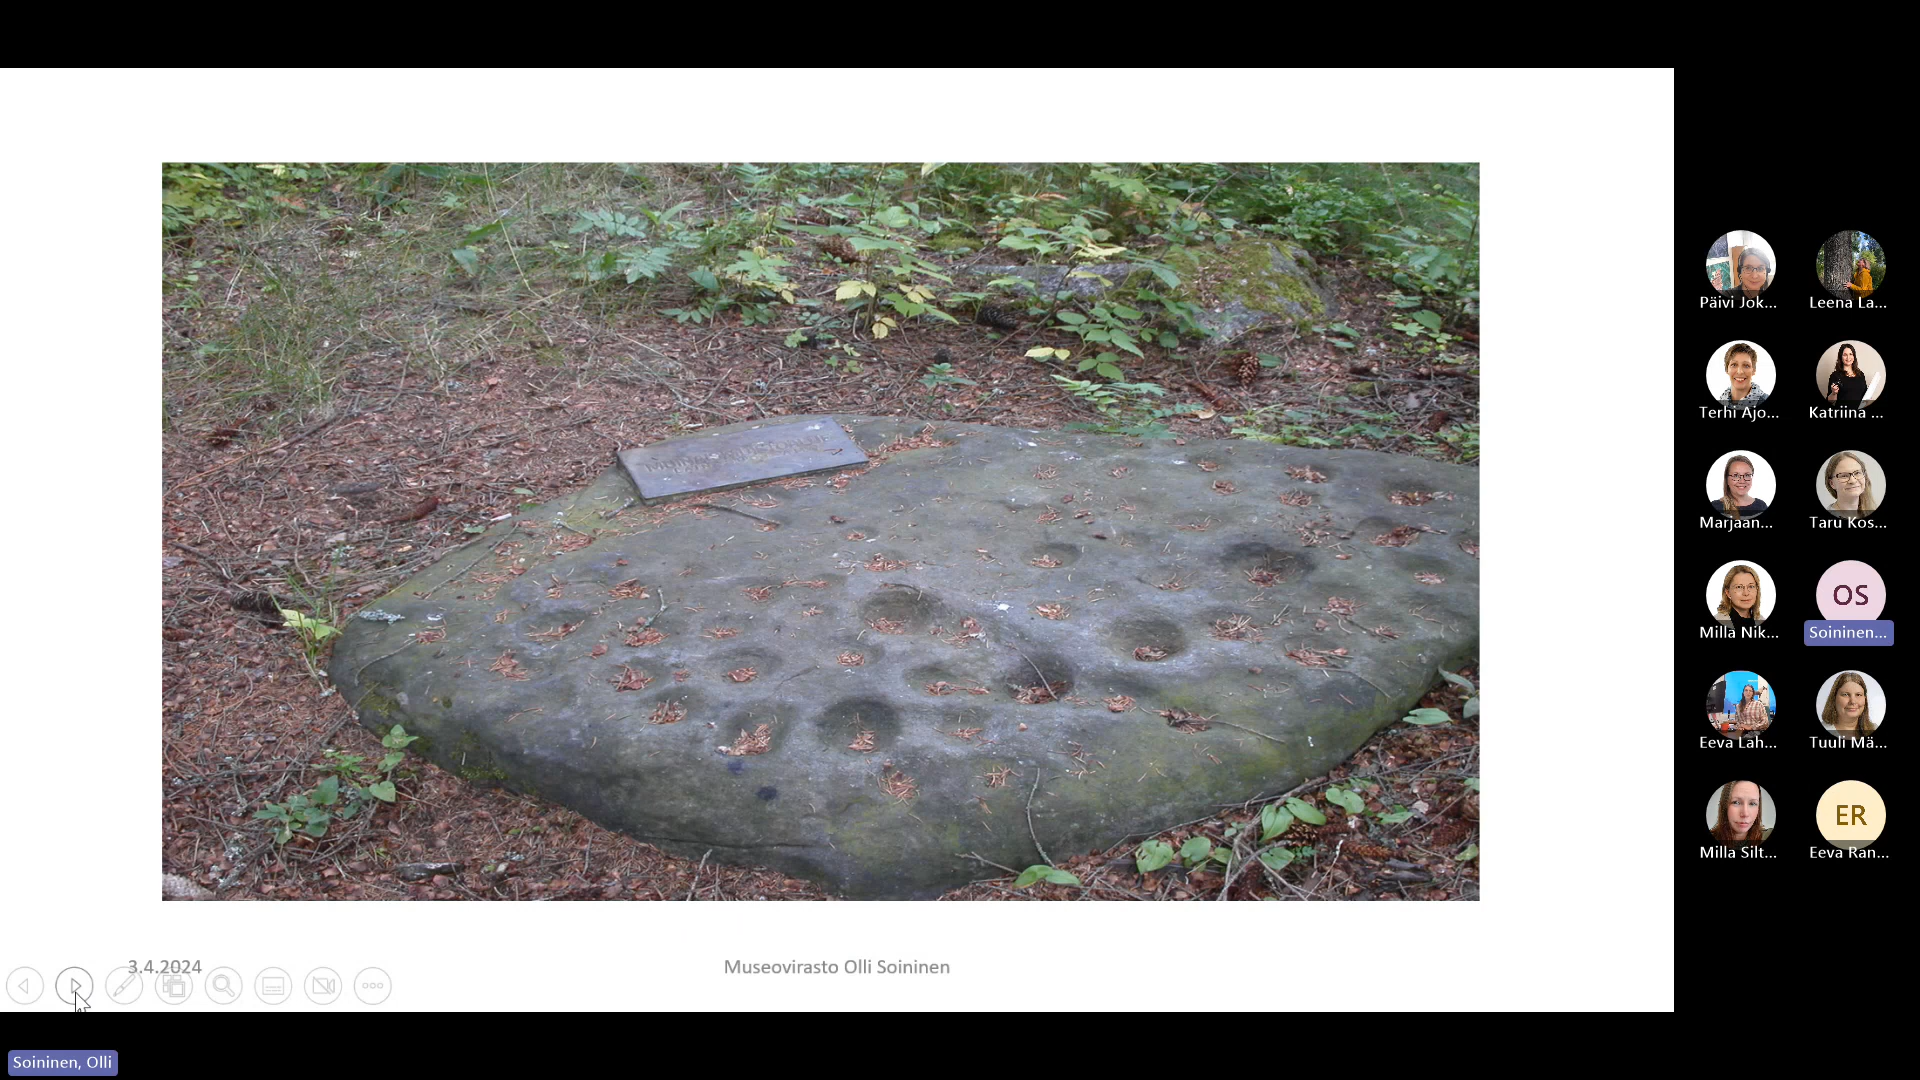 Päivi Jok...
Leena La...
Terhi Ajo...
Katriina ...
Marjaan...
Taru Kos...
Milla Nik...
OS
Soininen...
Eeva Lah...
Tuuli Mä...
Milla Silt...
ER
Eeva Ran...
3.4.2024
Museovirasto Olli Soininen
Soininen, Olli